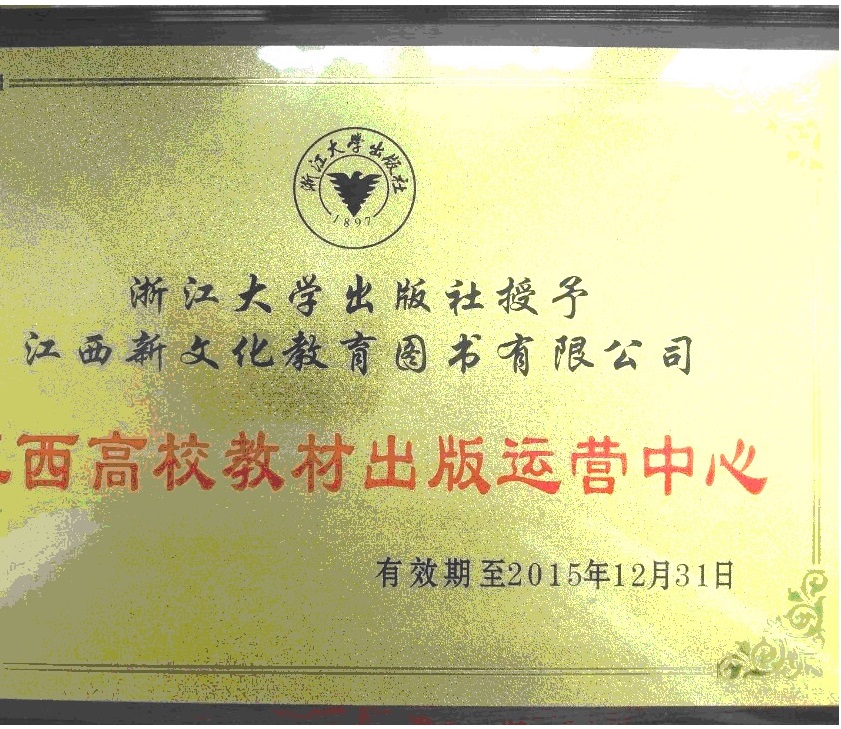 浙江大学出版社
1897
浙江大学出版社授予
江西新文化教育图书有限公司
西高校教材出版运营中心
有效期至2015年12月31日